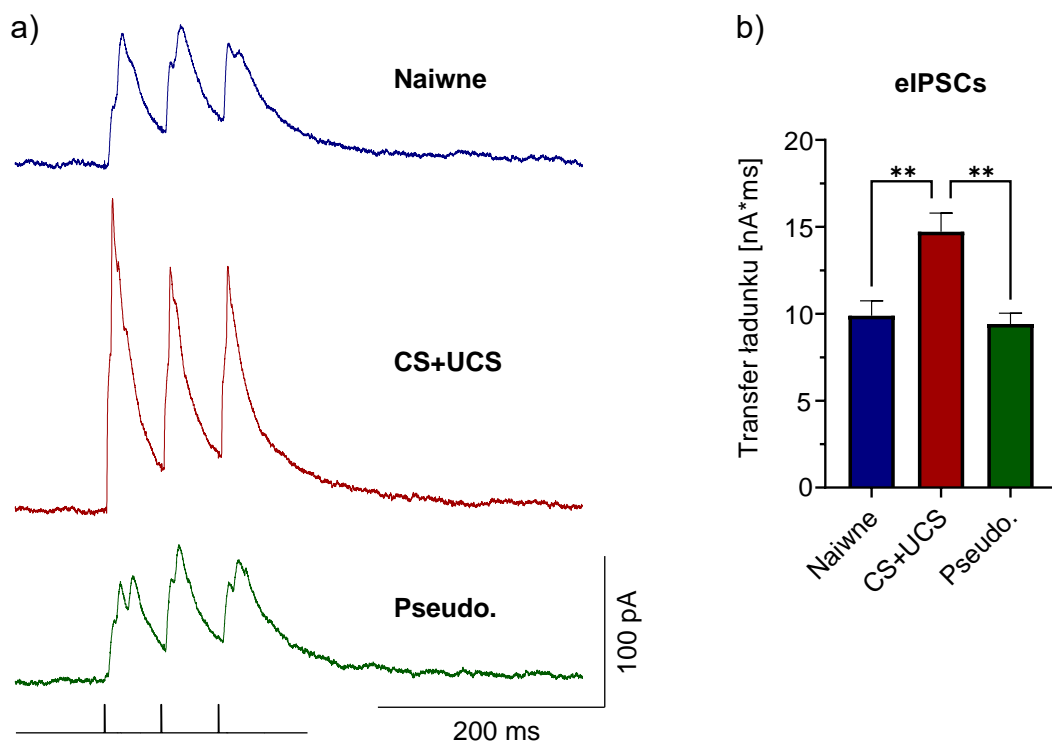 a)
Naiwne
CS+UCS
Pseudo.
100 pA
200 ms
b)
eIPSCs
**
**
Transfer ładunku [nA*ms]
20
15
10
5
0
Naiwne
CS+UCS
Pseudo.